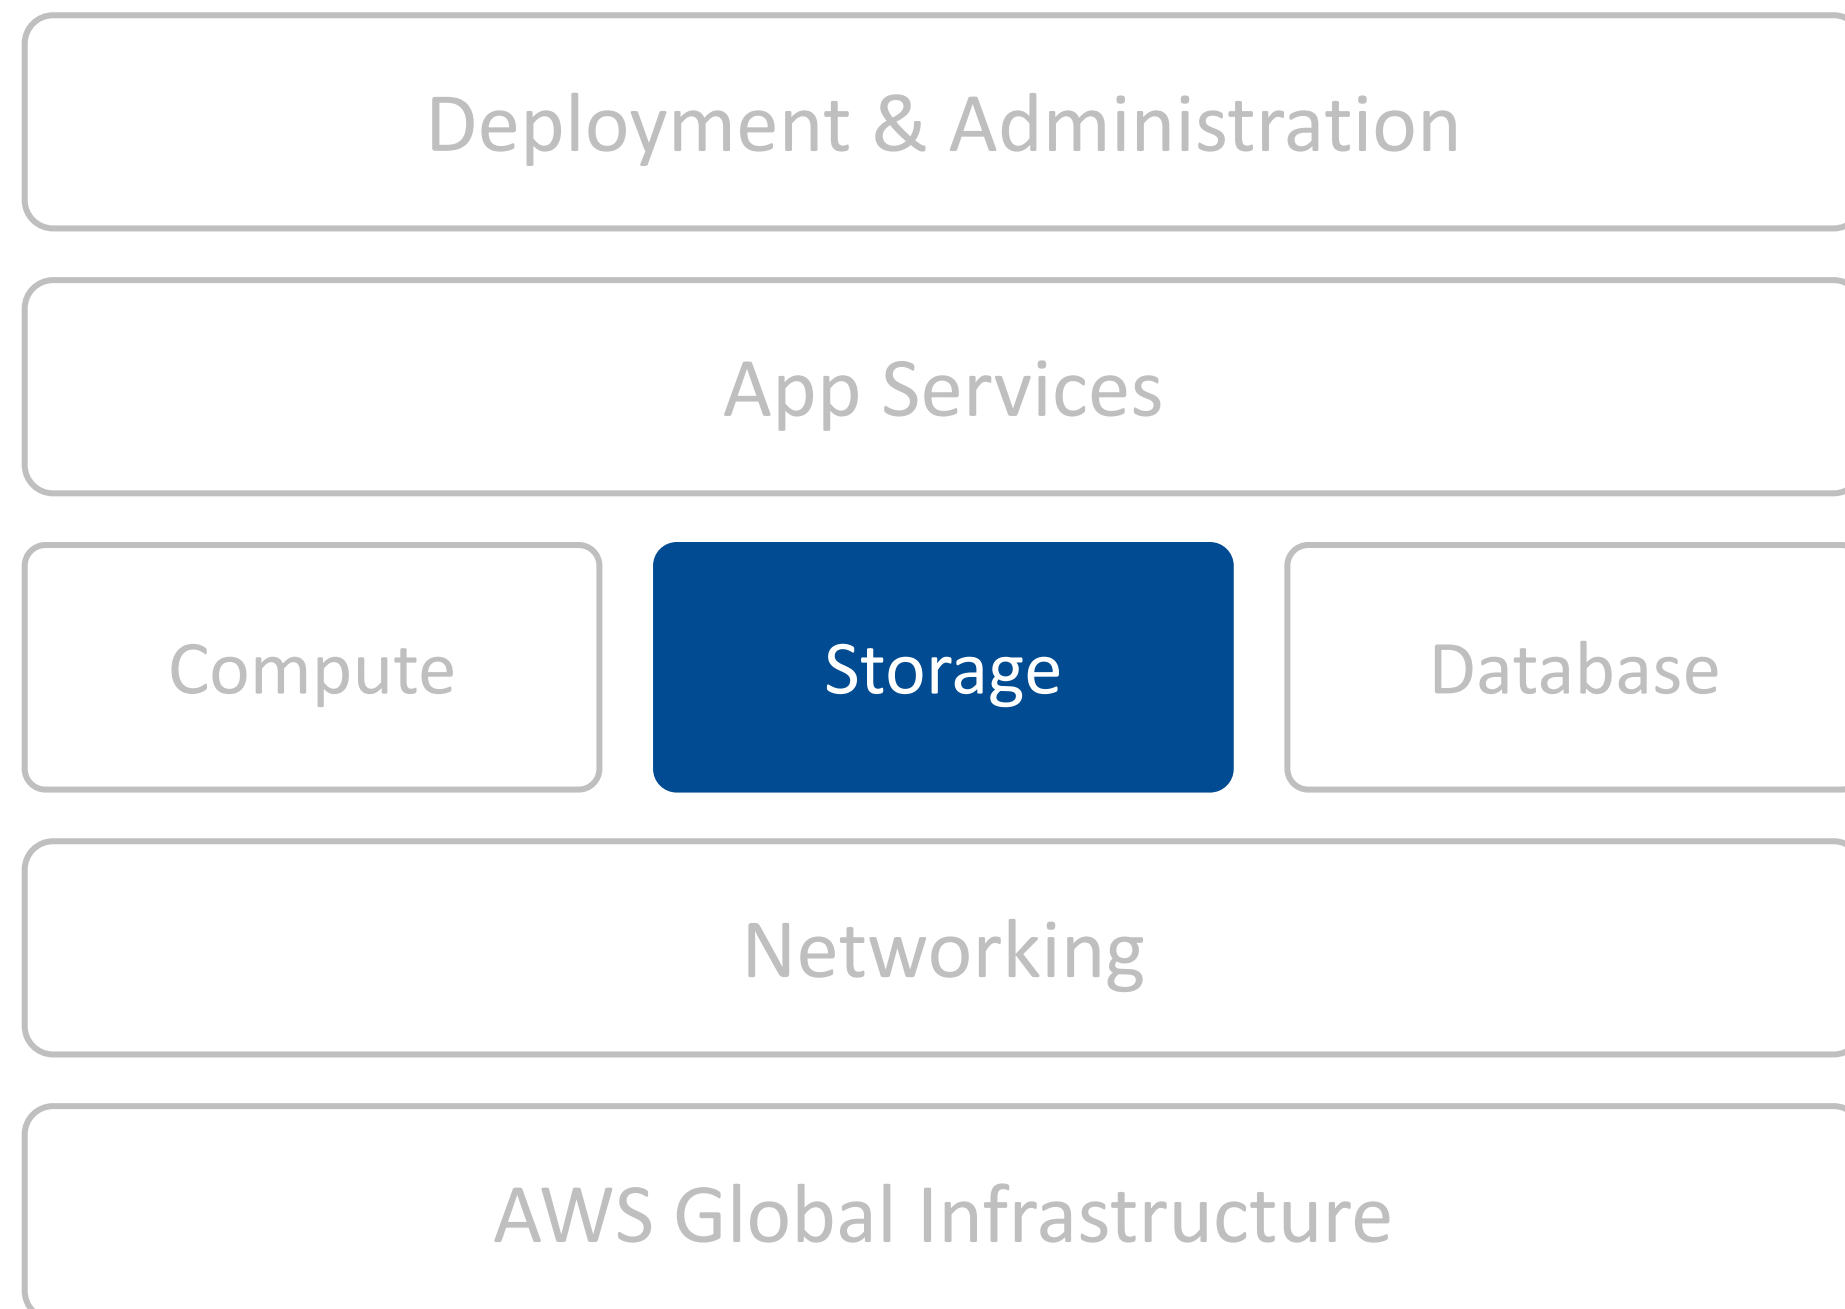 Deployment & Administration
App Services
Compute
Storage
Database
Networking
AWS Global Infrastructure